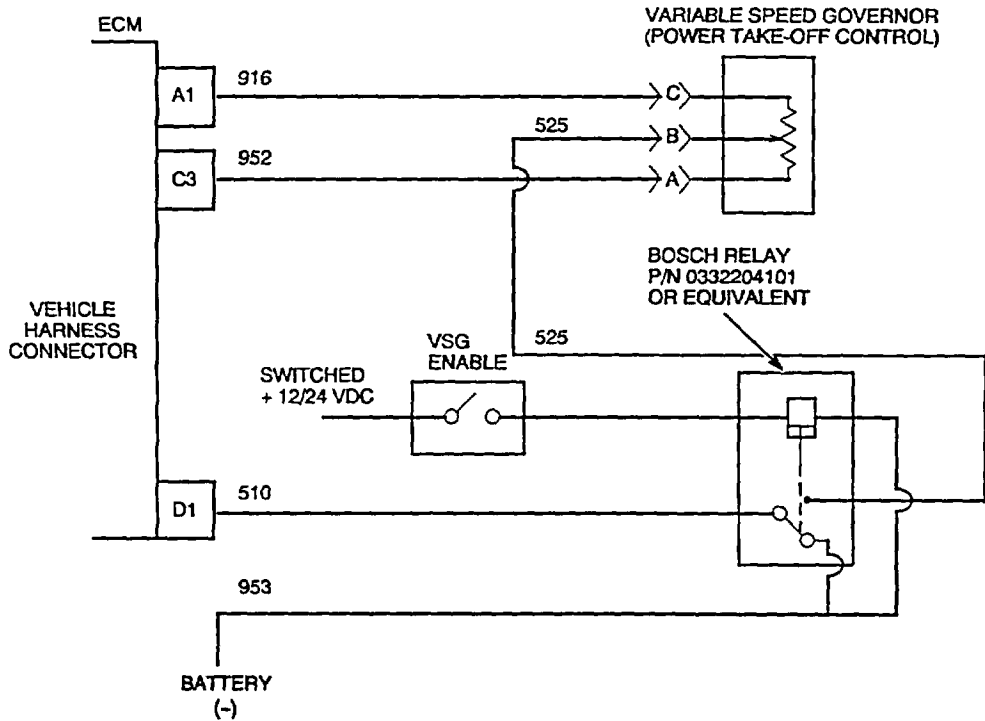 ECM
VARIABLE SPEED GOVERNOR
(POWER TAKE-OFF CONTROL)
A1
916
C
525
B
952
C3
A
BOSCH RELAY
P/N 0332204101
OR EQUIVALENT
VEHICLE
HARNESS
CONNECTOR
525
VSG
ENABLE
SWITCHED
+ 12/24 VDC
510
D1
953
BATTERY
(-)